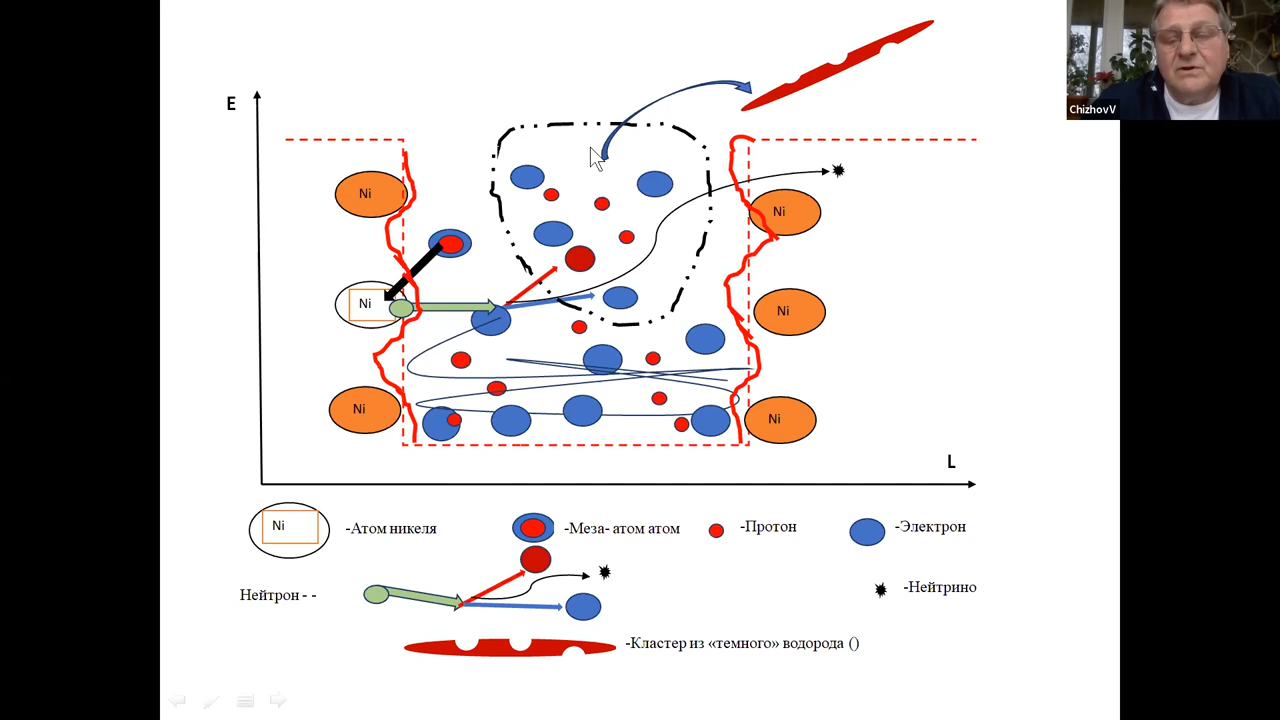 ChizhovV
E
Ni
Ni
Ni
Ni
Ni
Ni
L
Ni
-Атом никеля
-Меза- атом атом
-Протон
-Электрон
Нейтрон - -
-Нейтрино
-Кластер из «темного» водорода ()